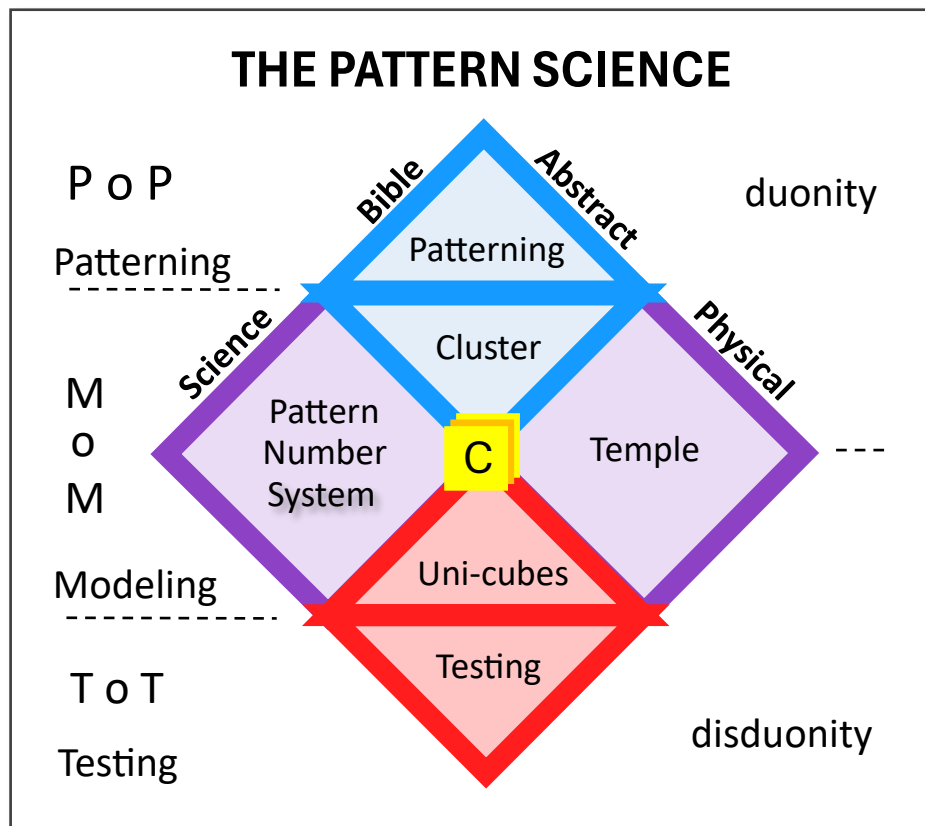 THE PATTERN SCIENCE
P o P
Bible
Abstract
duonity
Patterning
Patterning
Science
Cluster
Physical
M
o
M
Pattern
Number
System
C
Temple
Modeling
Uni-cubes
T o T
Testing
Testing
disduonity